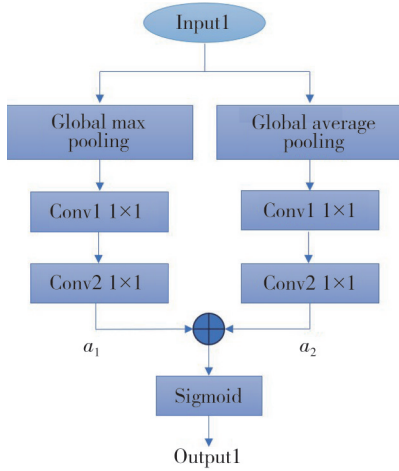 Input1
Global max
pooling
Global average
pooling
Conv1 1×1
Conv1 1×1
Conv2 1×1
Conv2 1×1
a₁
a₂
Sigmoid
Output1